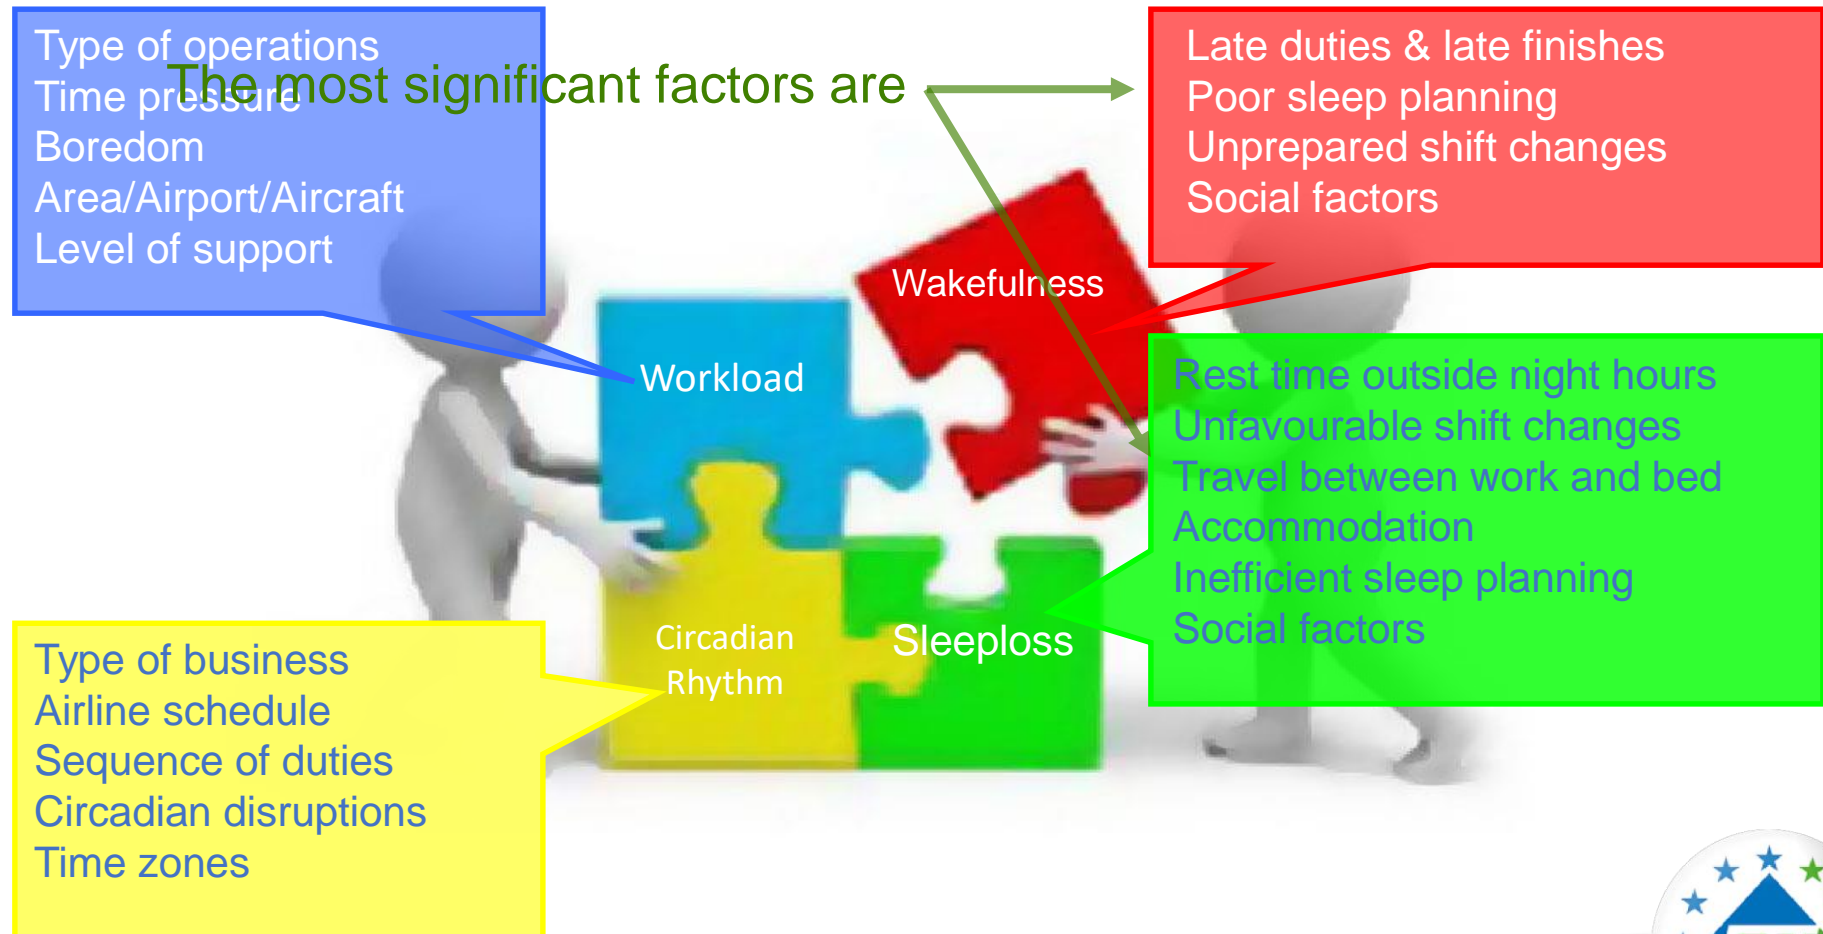 Type of operations
Time pressure
Boredom
Area/Airport/Aircraft
Level of support
The most significant factors are
Late duties & late finishes
Poor sleep planning
Unprepared shift changes
Social factors
Wakefulness
Workload
Rest time outside night hours
Unfavourable shift changes
Travel between work and bed
Accommodation
Inefficient sleep planning
Social factors
Circadian
Rhythm
Sleeploss
Type of business
Airline schedule
Sequence of duties
Circadian disruptions
Time zones